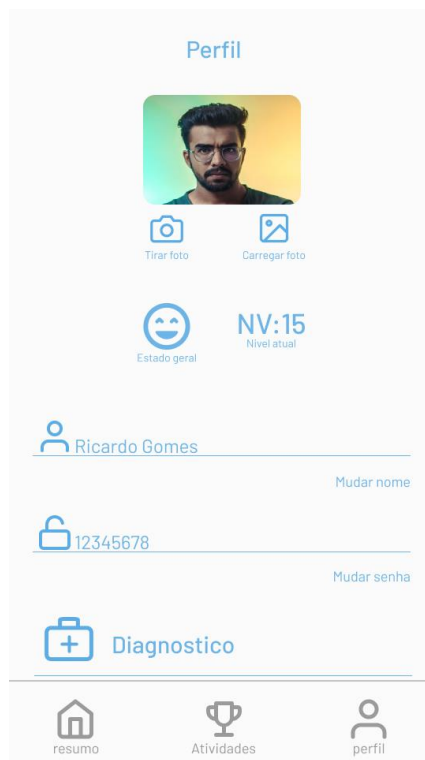 Perfil
Tirar foto
Carregar foto
NV:15
Estado geral
Nivel atual
Ricardo Gomes
Mudar nome
12345678
Mudar senha
Diagnostico
resumo
Atividades
perfil